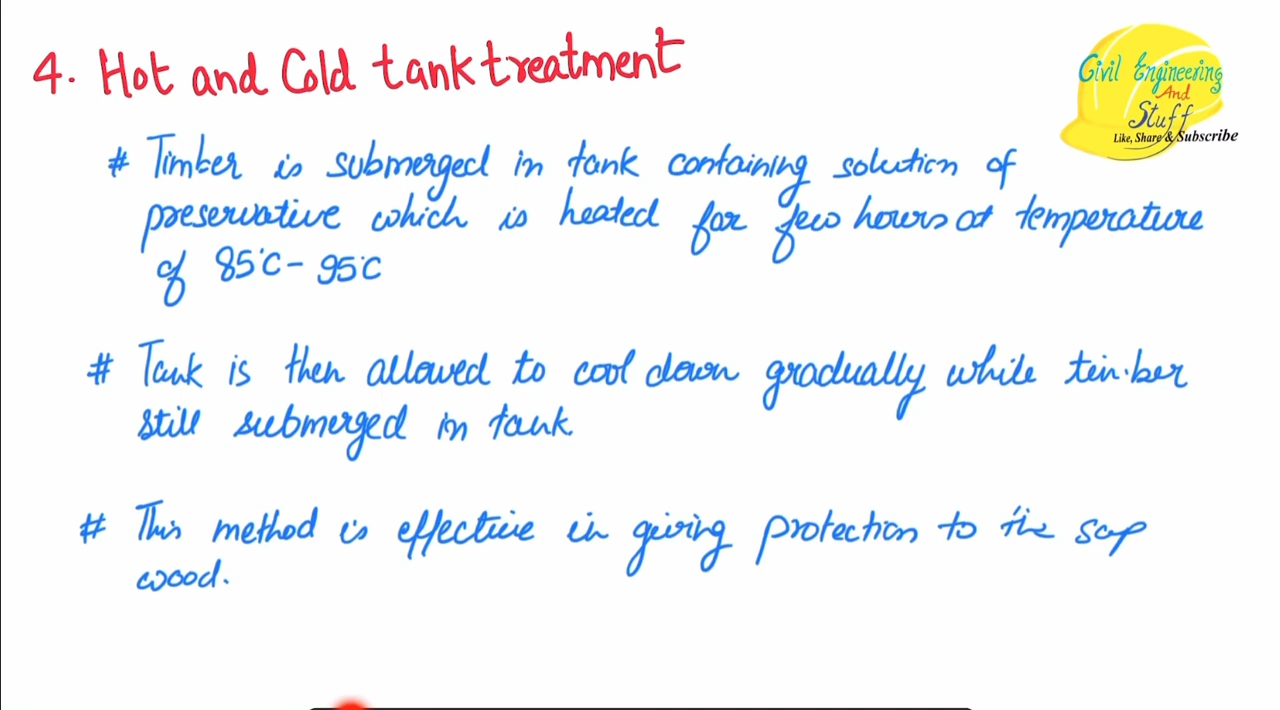 4. Hot and Cold tank treatment
Civil Engineering
And
Stuff
Like, Share & Subscribe
# Timber is submerged in tank containing solution of
preservative which is heated for few hours at temperature
of 85°C - 95°C
# Tank is then allowed to cool down gradually while timber
still submerged in tank
# This method is effective in giving protection to the sap
wood.